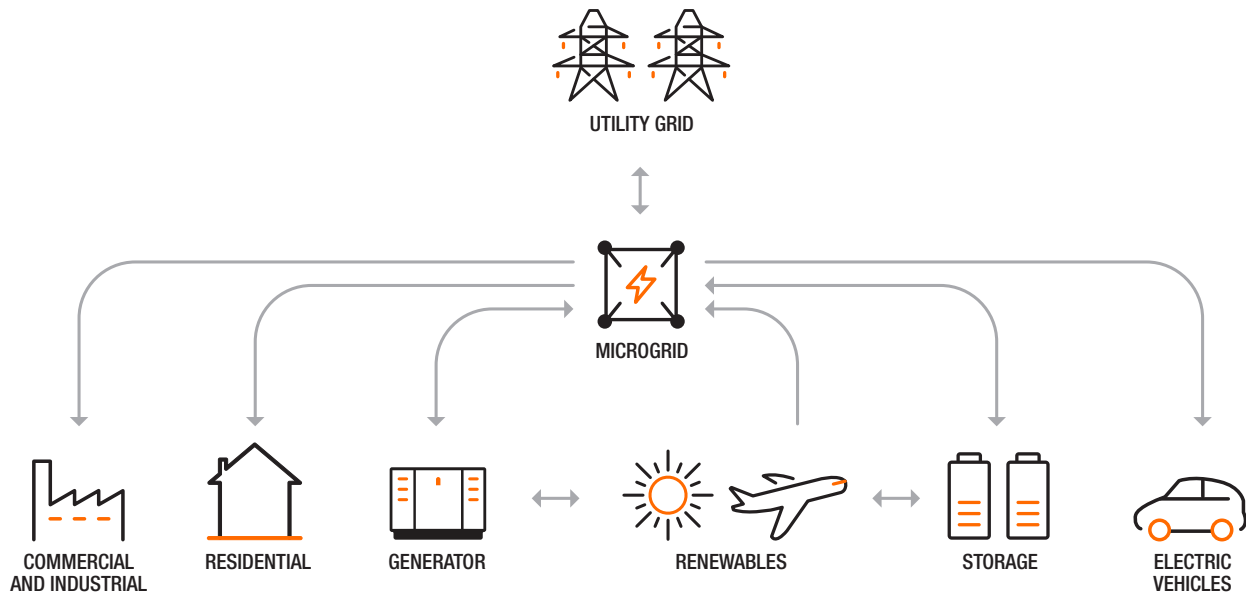 UTILITY GRID
MICROGRID
COMMERCIAL
AND INDUSTRIAL
RESIDENTIAL
GENERATOR
RENEWABLES
STORAGE
ELECTRIC
VEHICLES